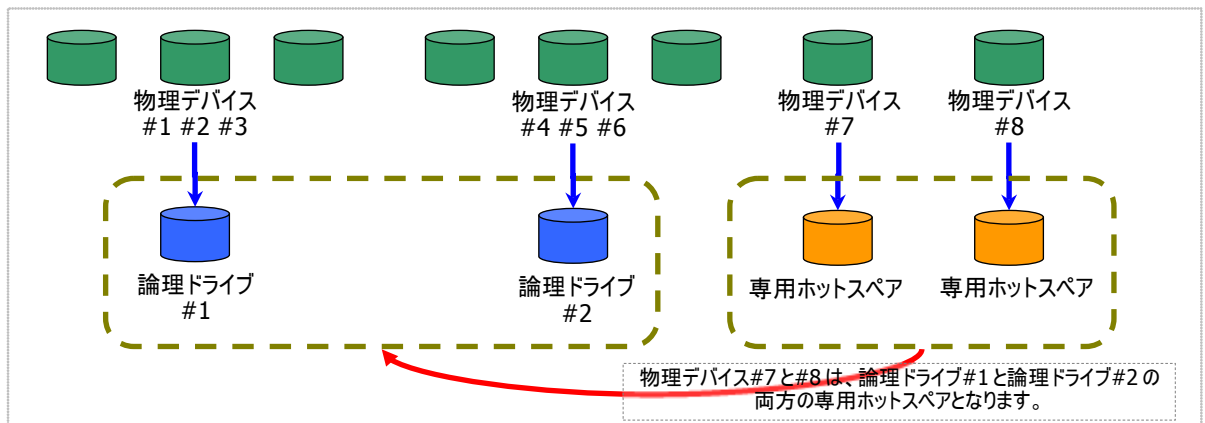 物理デバイス
#1 #2 #3
物理デバイス
#4 #5 #6
物理デバイス
#7
物理デバイス
#8
論理ドライブ
#1
論理ドライブ
#2
専用ホットスペア
専用ホットスペア
物理デバイス#7と#8は、論理ドライブ#1と論理ドライブ#2の
両方の専用ホットスペアとなります。